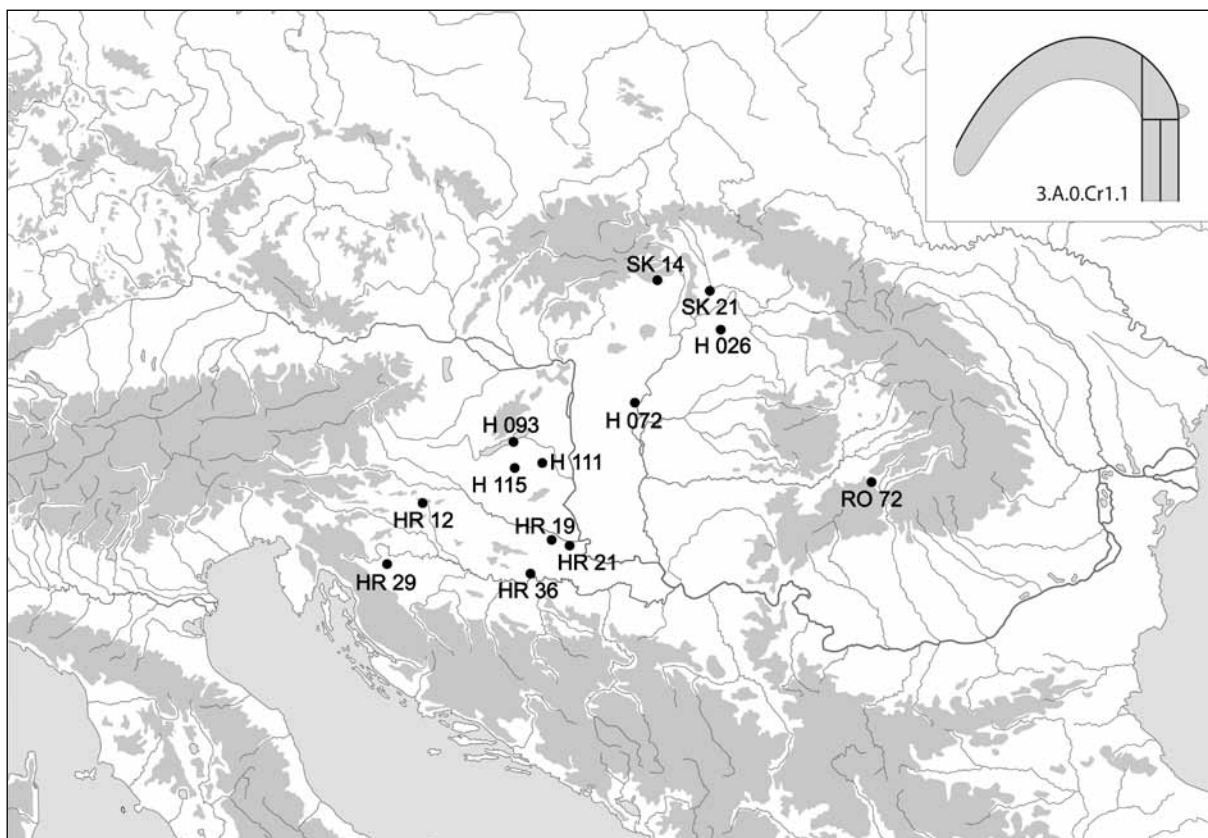 3.A.0.Cr1.1
SK 14
SK 21
H 026
H 072
H 093
H 111
H 115
RO 72
HR 12
HR 19
HR 21
HR 29
HR 36